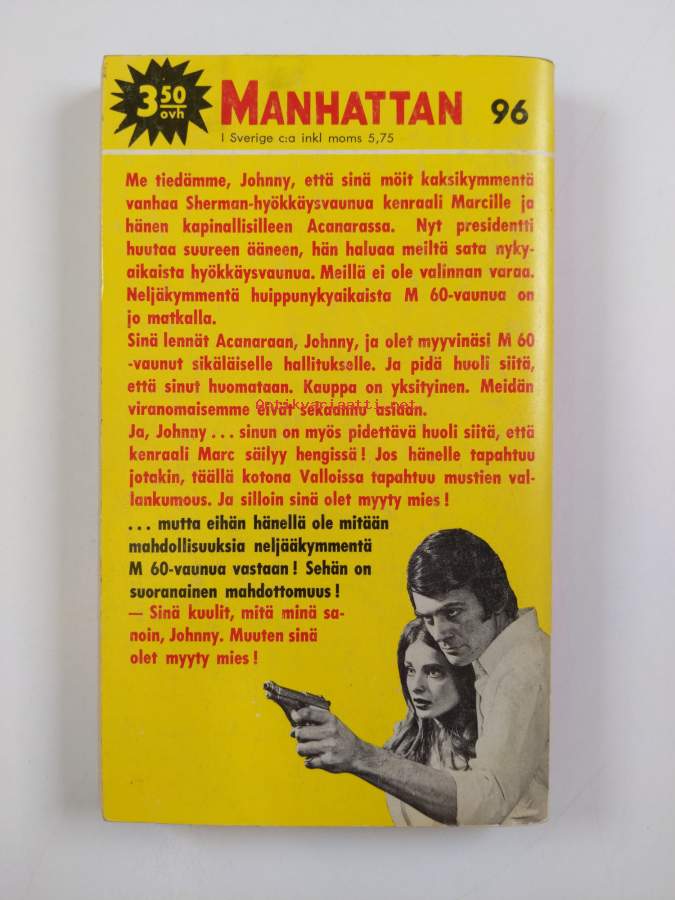 3 50
ovh
MANHATTAN 96
I Sverige c:a inkl moms 5,75
Me tiedämme, Johnny, että sinä möit kaksikymmentä
vanhaa Sherman-hyökkäysvaunua kenraali Marcille ja
hänen kapinallisilleen Acanarassa. Nyt presidentti
huutaa suureen ääneen, hän haluaa meiltä sata nyky-
aikaista hyökkäysvaunua. Meillä ei ole valinnan varaa.
Neljäkymmentä huippunykyaikaista M 60-vaunua on
jo matkalla.
Sinä lennät Acanaraan, Johnny, ja olet myyvinäsi M 60
-vaunut sikäläiselle hallitukselle. Ja pidä huoli siitä,
että sinut huomataan. Kauppa on yksityinen. Meidän
Antikvariaatti.net
viranomaisemme eivät sekaannu asiaan.
Ja, Johnny ... sinun on myös pidettävä huoli siitä, että
kenraali Marc säilyy hengissä! Jos hänelle tapahtuu
jotakin, täällä kotona Valloissa tapahtuu mustien val-
lankumous. Ja silloin sinä olet myyty mies!
... mutta eihän hänellä ole mitään
mahdollisuuksia neljääkymmentä
M 60-vaunua vastaan! Sehän on
suoranainen mahdottomuus!
— Sinä kuulit, mitä minä sa-
noin, Johnny. Muuten sinä
olet myyty mies!